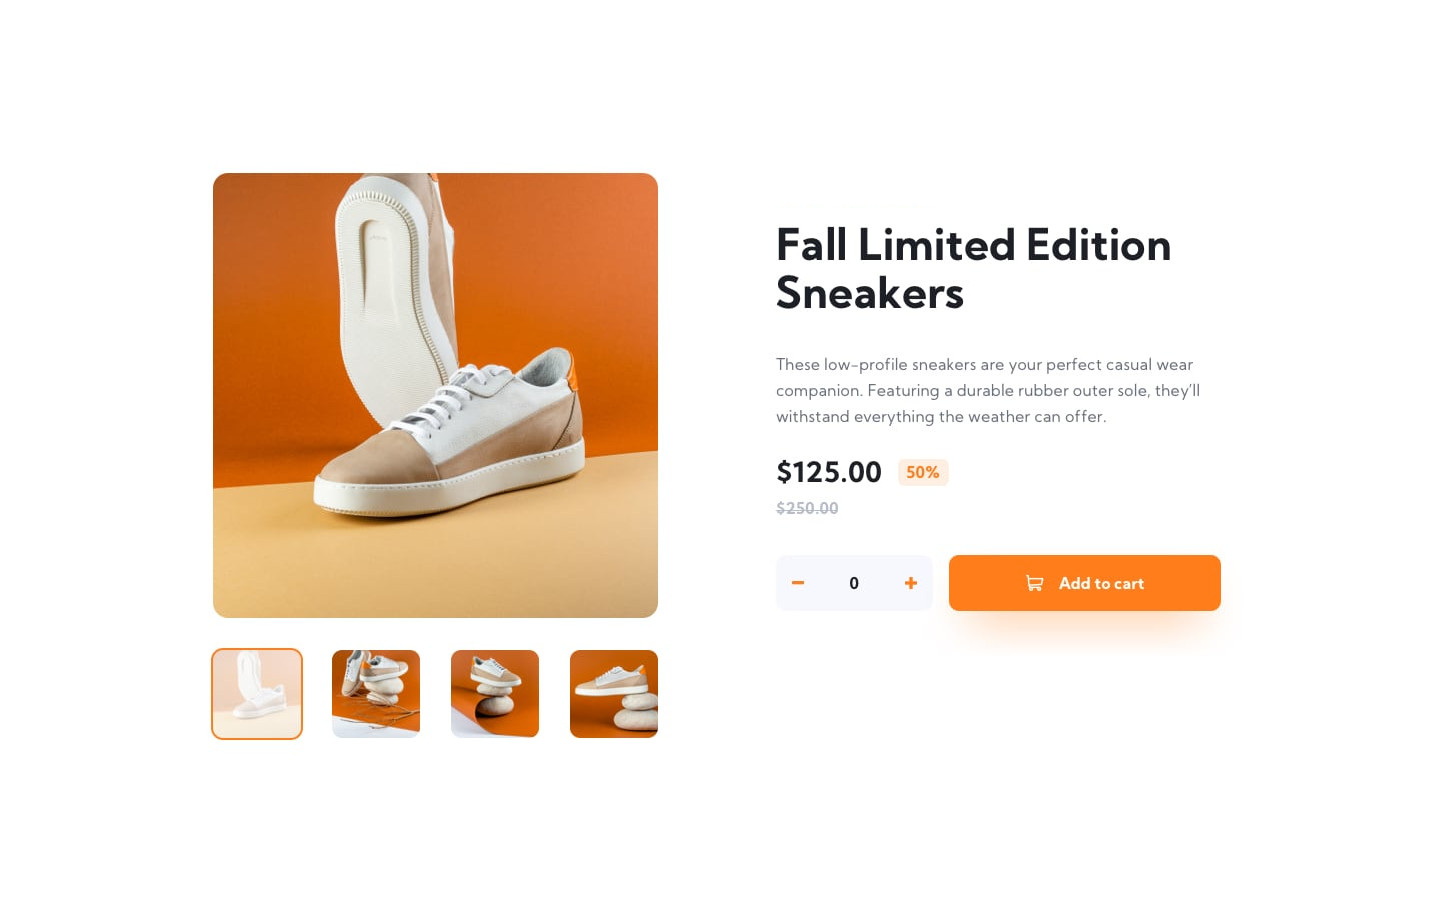 Fall Limited Edition
Sneakers
These low-profile sneakers are your perfect casual wear
companion. Featuring a durable rubber outer sole, they’ll
withstand everything the weather can offer.
$125.00 50%
$250.00
0 Add to cart